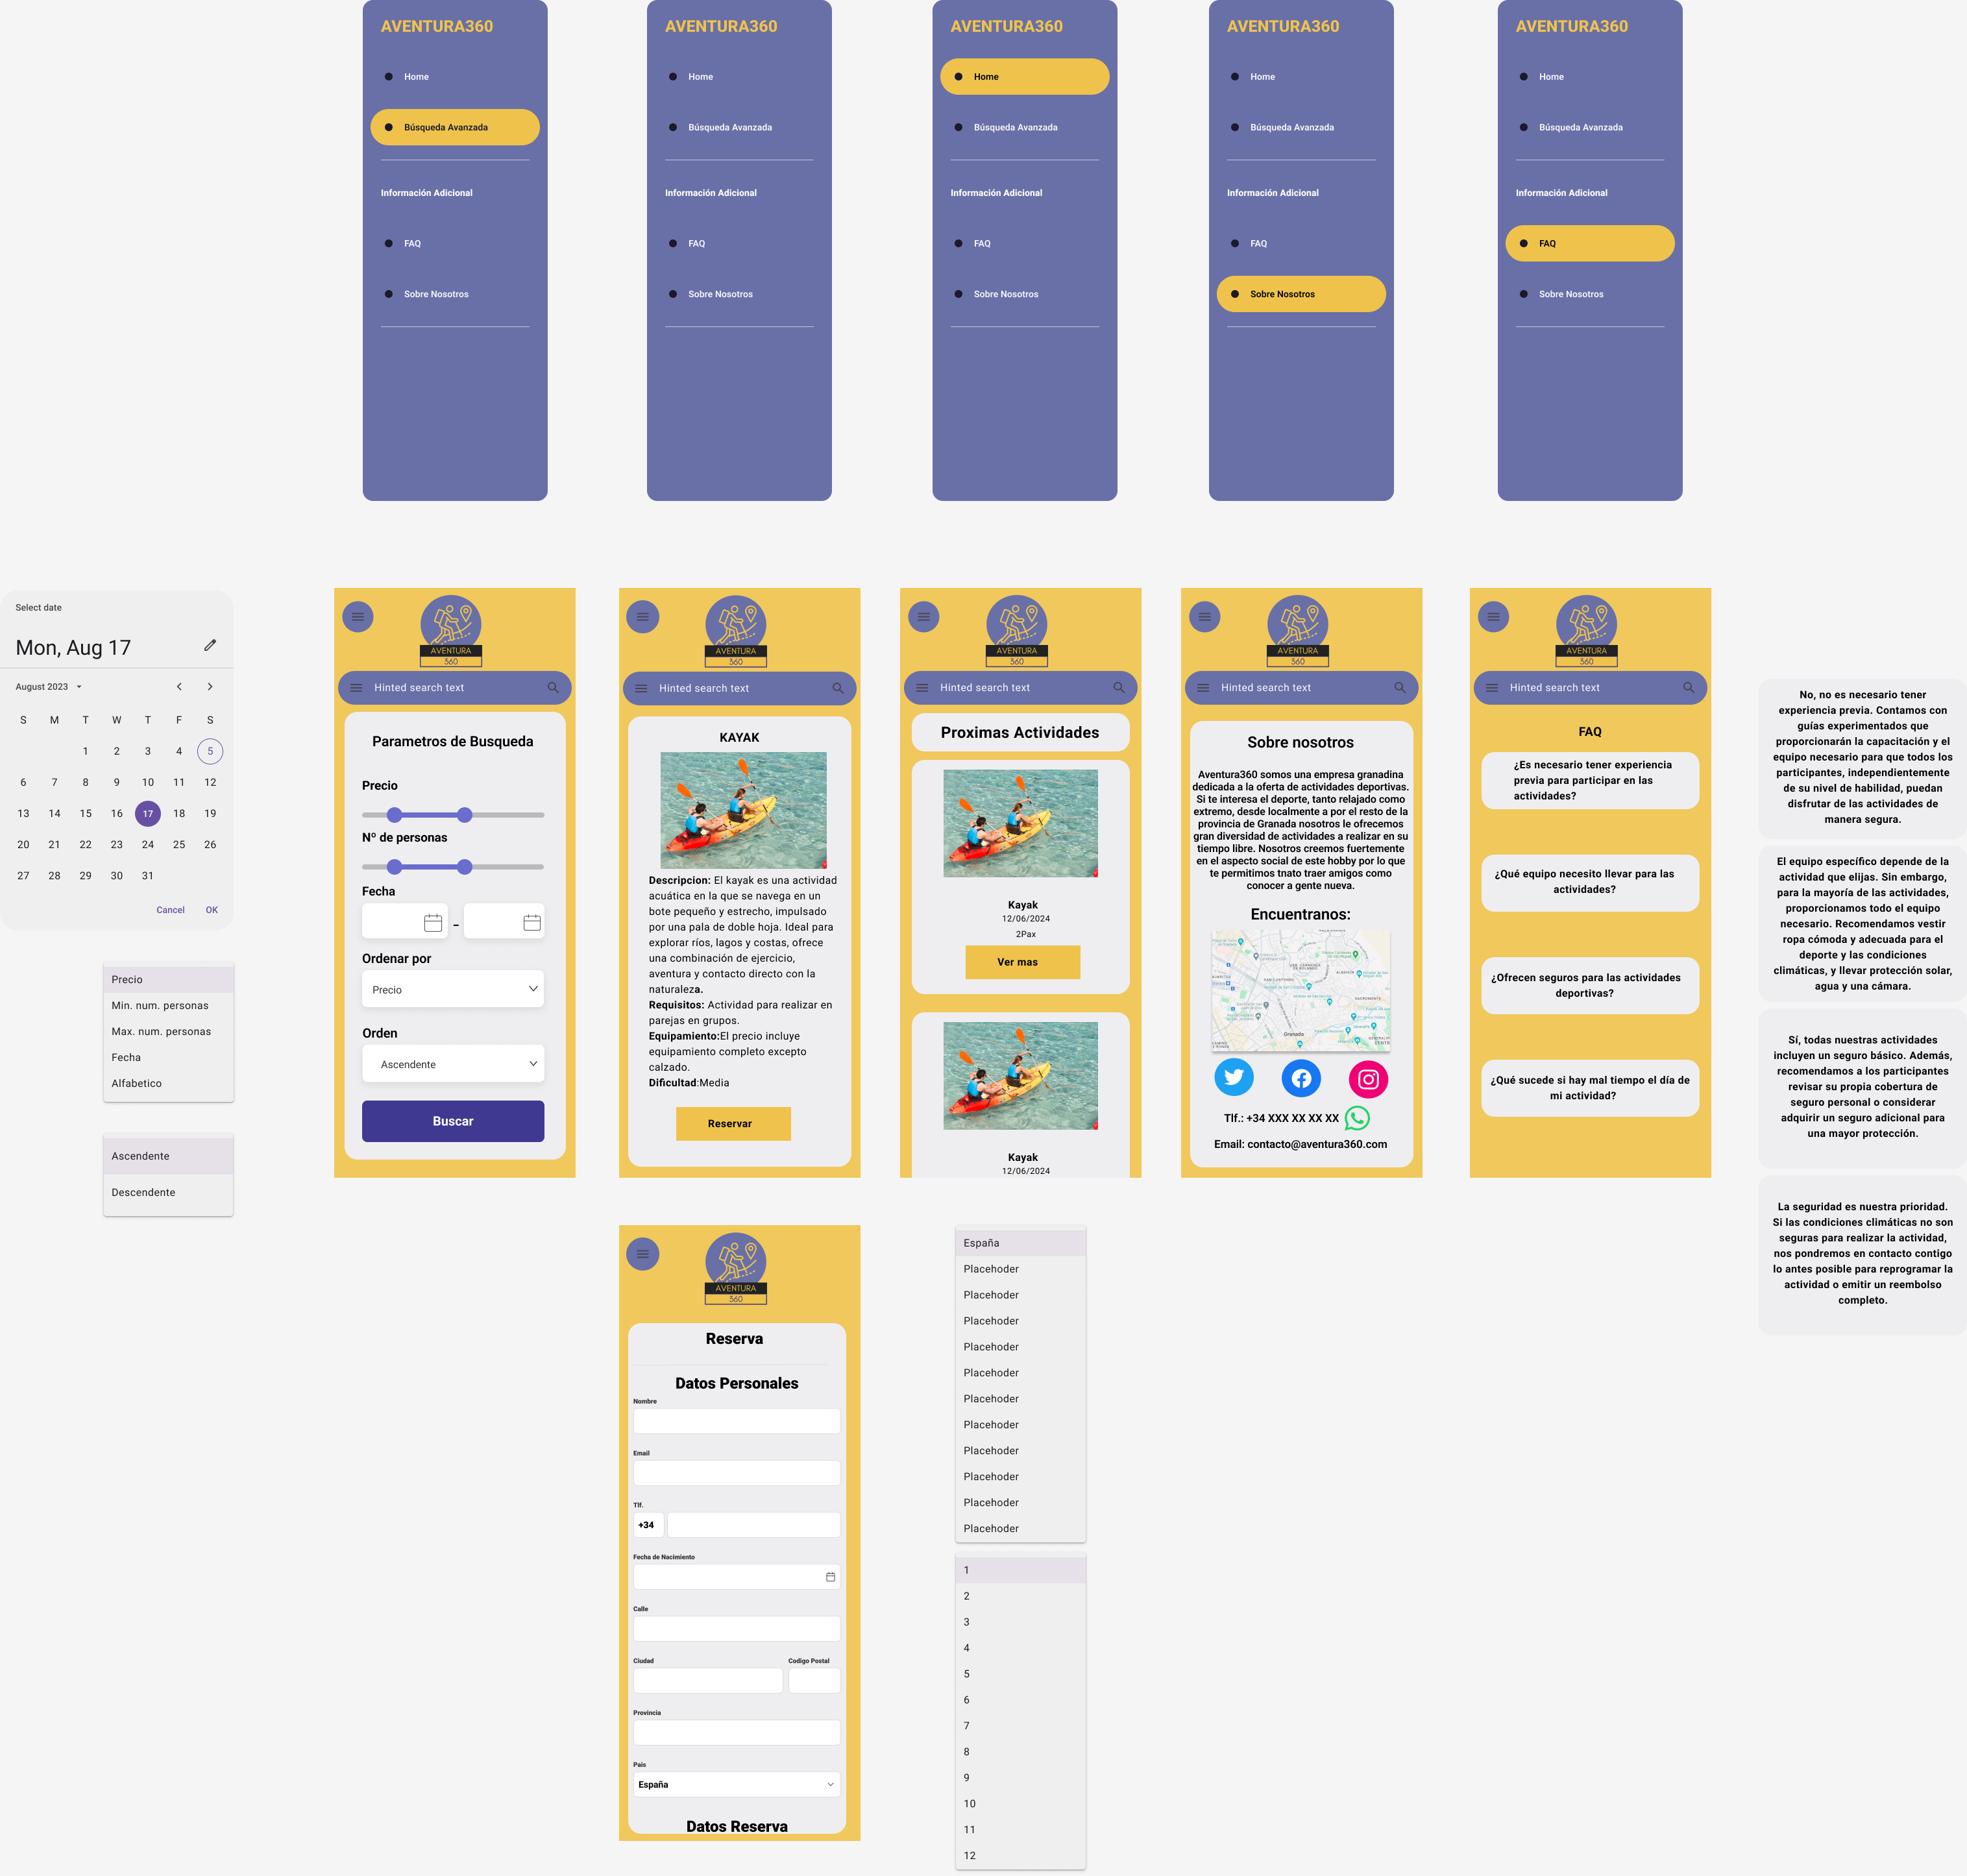 AVENTURA360
Home
Búsqueda Avanzada
Información Adicional
FAQ
Sobre Nosotros
AVENTURA360
Home
Búsqueda Avanzada
Información Adicional
FAQ
Sobre Nosotros
AVENTURA360
Home
Búsqueda Avanzada
Información Adicional
FAQ
Sobre Nosotros
AVENTURA360
Home
Búsqueda Avanzada
Información Adicional
FAQ
Sobre Nosotros
AVENTURA360
Home
Búsqueda Avanzada
Información Adicional
FAQ
Sobre Nosotros
Select date
Mon, Aug 17
August 2023
S M T W T F S
1 2 3 4 5
6 7 8 9 10 11 12
13 14 15 16 17 18 19
20 21 22 23 24 25 26
27 28 29 30 31
Cancel OK
Precio
Min. num. personas
Max. num. personas
Fecha
Alfabetico
Ascendente
Descendente
AVENTURA
360
Hinted search text
Parametros de Busqueda
Precio
Nº de personas
Fecha
-
Ordenar por
Precio
Orden
Ascendente
Buscar
AVENTURA
360
Hinted search text
KAYAK
Descripcion: El kayak es una actividad
acuática en la que se navega en un
bote pequeño y estrecho, impulsado
por una pala de doble hoja. Ideal para
explorar ríos, lagos y costas, ofrece
una combinación de ejercicio,
aventura y contacto directo con la
naturaleza.
Requisitos: Actividad para realizar en
parejas en grupos.
Equipamiento:El precio incluye
equipamiento completo excepto
calzado.
Dificultad:Media
Reservar
AVENTURA
360
Hinted search text
Proximas Actividades
Kayak
12/06/2024
2Pax
Ver mas
Kayak
12/06/2024
AVENTURA
360
Hinted search text
Sobre nosotros
Aventura360 somos una empresa granadina
dedicada a la oferta de actividades deportivas.
Si te interesa el deporte, tanto relajado como
extremo, desde localmente a por el resto de la
provincia de Granada nosotros le ofrecemos
gran diversidad de actividades a realizar en su
tiempo libre. Nosotros creemos fuertemente
en el aspecto social de este hobby por lo que
te permitimos tnato traer amigos como
conocer a gente nueva.
Encuentranos:
Granada
Tlf.: +34 XXX XX XX XX
Email: contacto@aventura360.com
AVENTURA
360
Hinted search text
FAQ
¿Es necesario tener experiencia
previa para participar en las
actividades?
¿Qué equipo necesito llevar para las
actividades?
¿Ofrecen seguros para las actividades
deportivas?
¿Qué sucede si hay mal tiempo el día de
mi actividad?
No, no es necesario tener
experiencia previa. Contamos con
guías experimentados que
proporcionarán la capacitación y el
equipo necesario para que todos los
participantes, independientemente
de su nivel de habilidad, puedan
disfrutar de las actividades de
manera segura.
El equipo específico depende de la
actividad que elijas. Sin embargo,
para la mayoría de las actividades,
proporcionamos todo el equipo
necesario. Recomendamos vestir
ropa cómoda y adecuada para el
deporte y las condiciones
climáticas, y llevar protección solar,
agua y una cámara.
Sí, todas nuestras actividades
incluyen un seguro básico. Además,
recomendamos a los participantes
revisar su propia cobertura de
seguro personal o considerar
adquirir un seguro adicional para
una mayor protección.
La seguridad es nuestra prioridad.
Si las condiciones climáticas no son
seguras para realizar la actividad,
nos pondremos en contacto contigo
lo antes posible para reprogramar la
actividad o emitir un reembolso
completo.
AVENTURA
360
Reserva
Datos Personales
Nombre
Email
Tlf.
+34
Fecha de Nacimiento
Calle
Ciudad Codigo Postal
Provincia
Pais
España
Datos Reserva
España
Placehoder
Placehoder
Placehoder
Placehoder
Placehoder
Placehoder
Placehoder
Placehoder
Placehoder
Placehoder
Placehoder
1
2
3
4
5
6
7
8
9
10
11
12